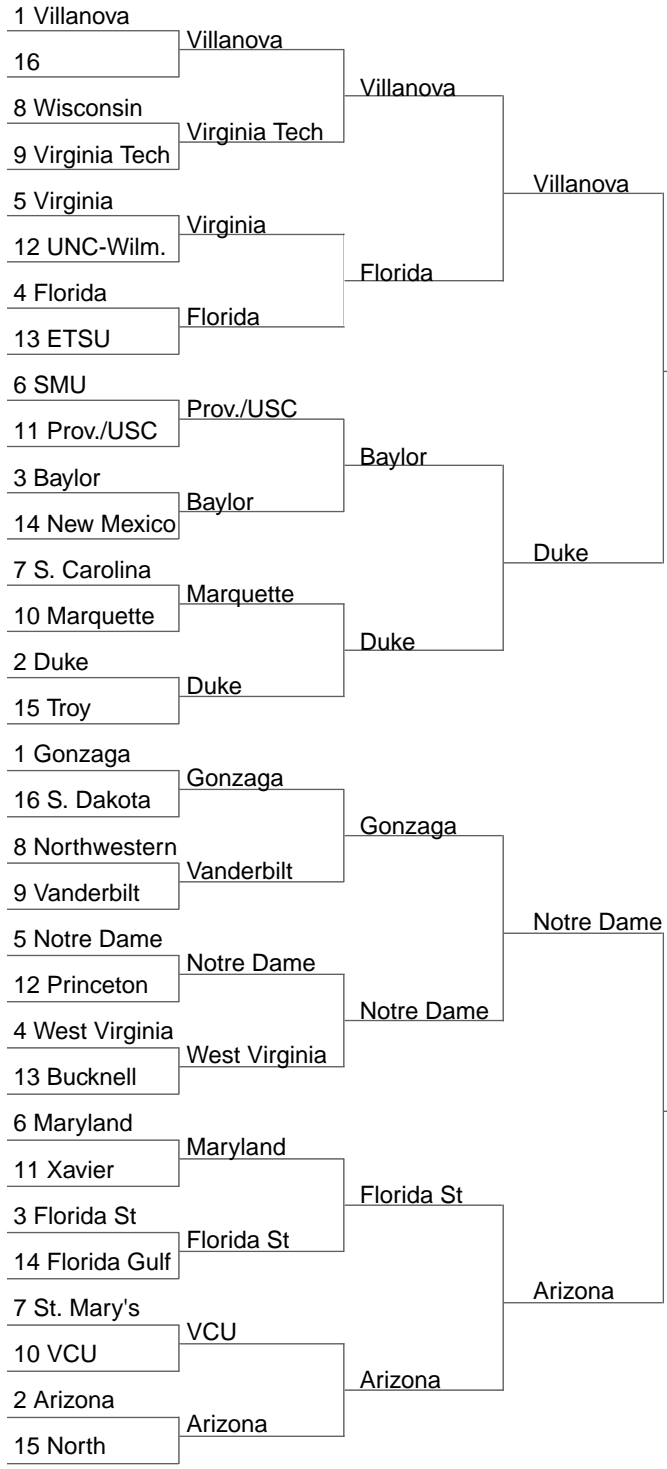 1 Villanova
Villanova
16
Villanova
8 Wisconsin
Virginia Tech
9 Virginia Tech
Villanova
5 Virginia
Virginia
12 UNC-Wilm.
Florida
4 Florida
Florida
13 ETSU
6 SMU
Prov./USC
11 Prov./USC
Baylor
3 Baylor
Baylor
14 New Mexico
Duke
7 S. Carolina
Marquette
10 Marquette
Duke
2 Duke
Duke
15 Troy
1 Gonzaga
Gonzaga
16 S. Dakota
Gonzaga
8 Northwestern
Vanderbilt
9 Vanderbilt
Notre Dame
5 Notre Dame
Notre Dame
12 Princeton
Notre Dame
4 West Virginia
West Virginia
13 Bucknell
6 Maryland
Maryland
11 Xavier
Florida St
3 Florida St
Florida St
14 Florida Gulf
Arizona
7 St. Mary's
VCU
10 VCU
Arizona
2 Arizona
Arizona
15 North